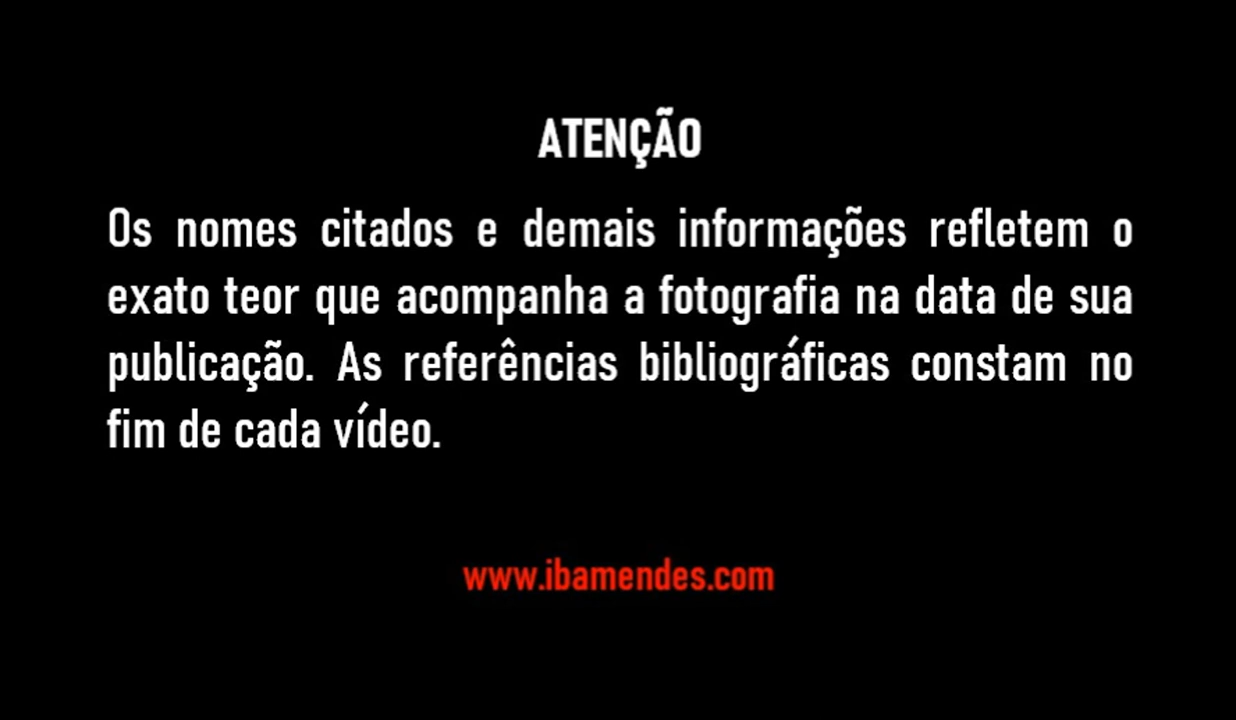 ATENÇÃO
Os nomes citados e demais informações refletem o
exato teor que acompanha a fotografia na data de sua
publicação. As referências bibliográficas constam no
fim de cada vídeo.
www.ibamendes.com